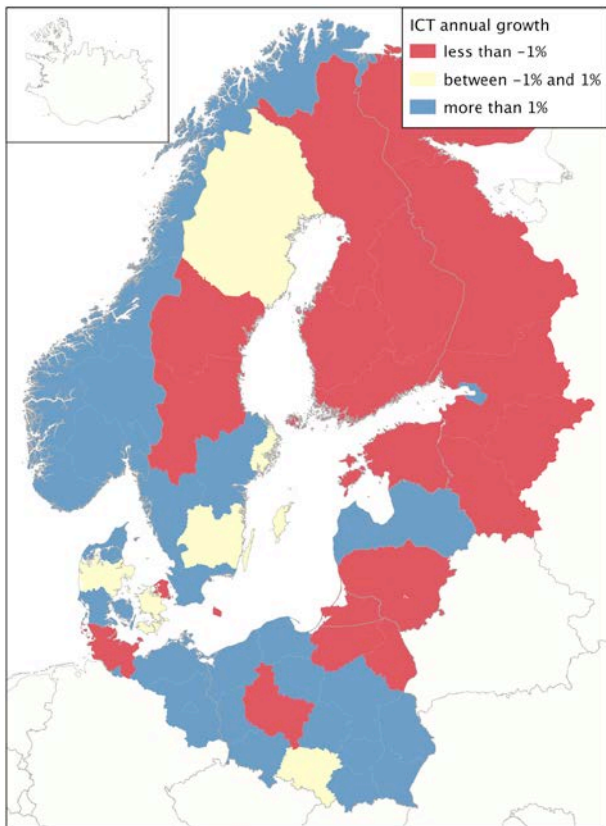 ICT annual growth
less than -1%
between -1% and 1%
more than 1%